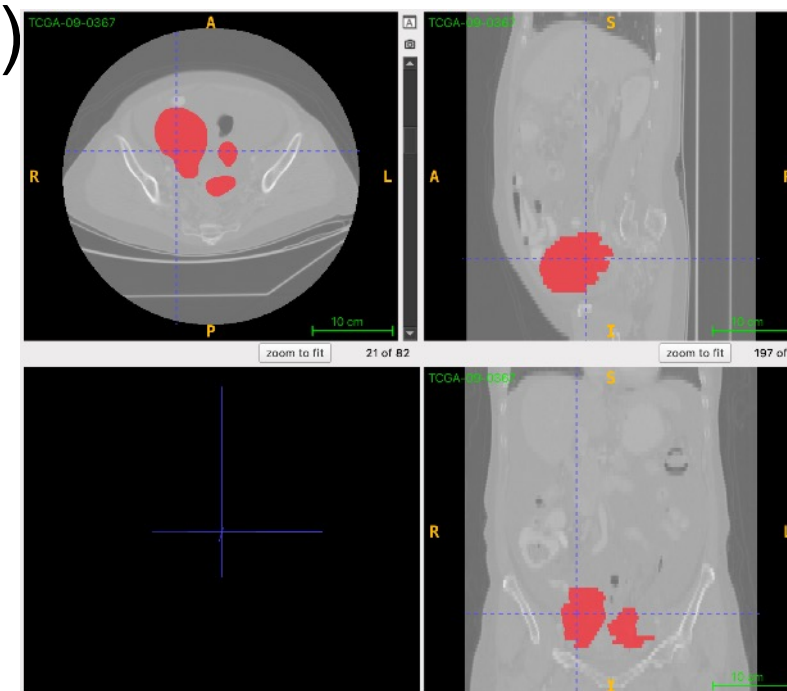 )
TCGA-09-0367
A
A
R
L
10 cm
P
zoom to fit
21 of 82
TCGA-09-0367
S
A
P
10 cm
I
zoom to fit
197 of
TCGA-09-0367
S
R
L
10 cm
I